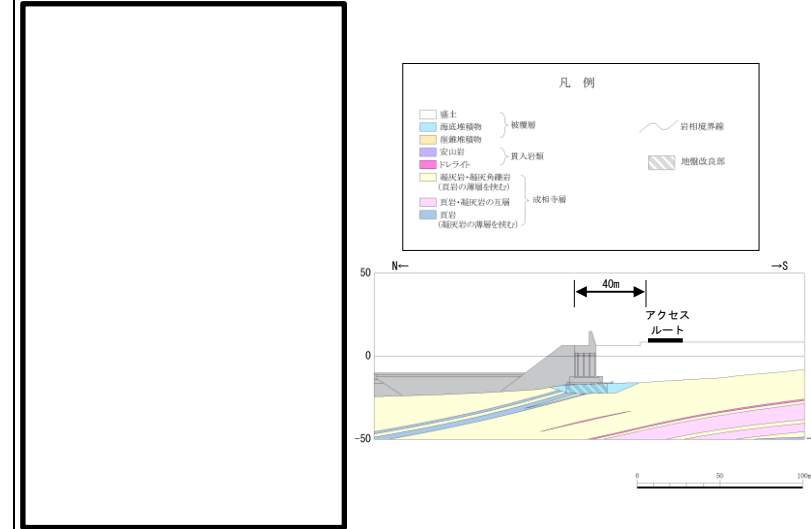 凡 例
盛土
海底堆積物
被覆層
崖錐堆積物
安山岩
貫入岩類
ドレライト
凝灰岩・凝灰角礫岩
(頁岩の薄層を挟む)
頁岩・凝灰岩の互層
成相寺層
頁岩
(凝灰岩の薄層を挟む)
岩相境界線
地盤改良部
N←
→S
50
40m
アクセス
ルート
0
-50
0
50
100m